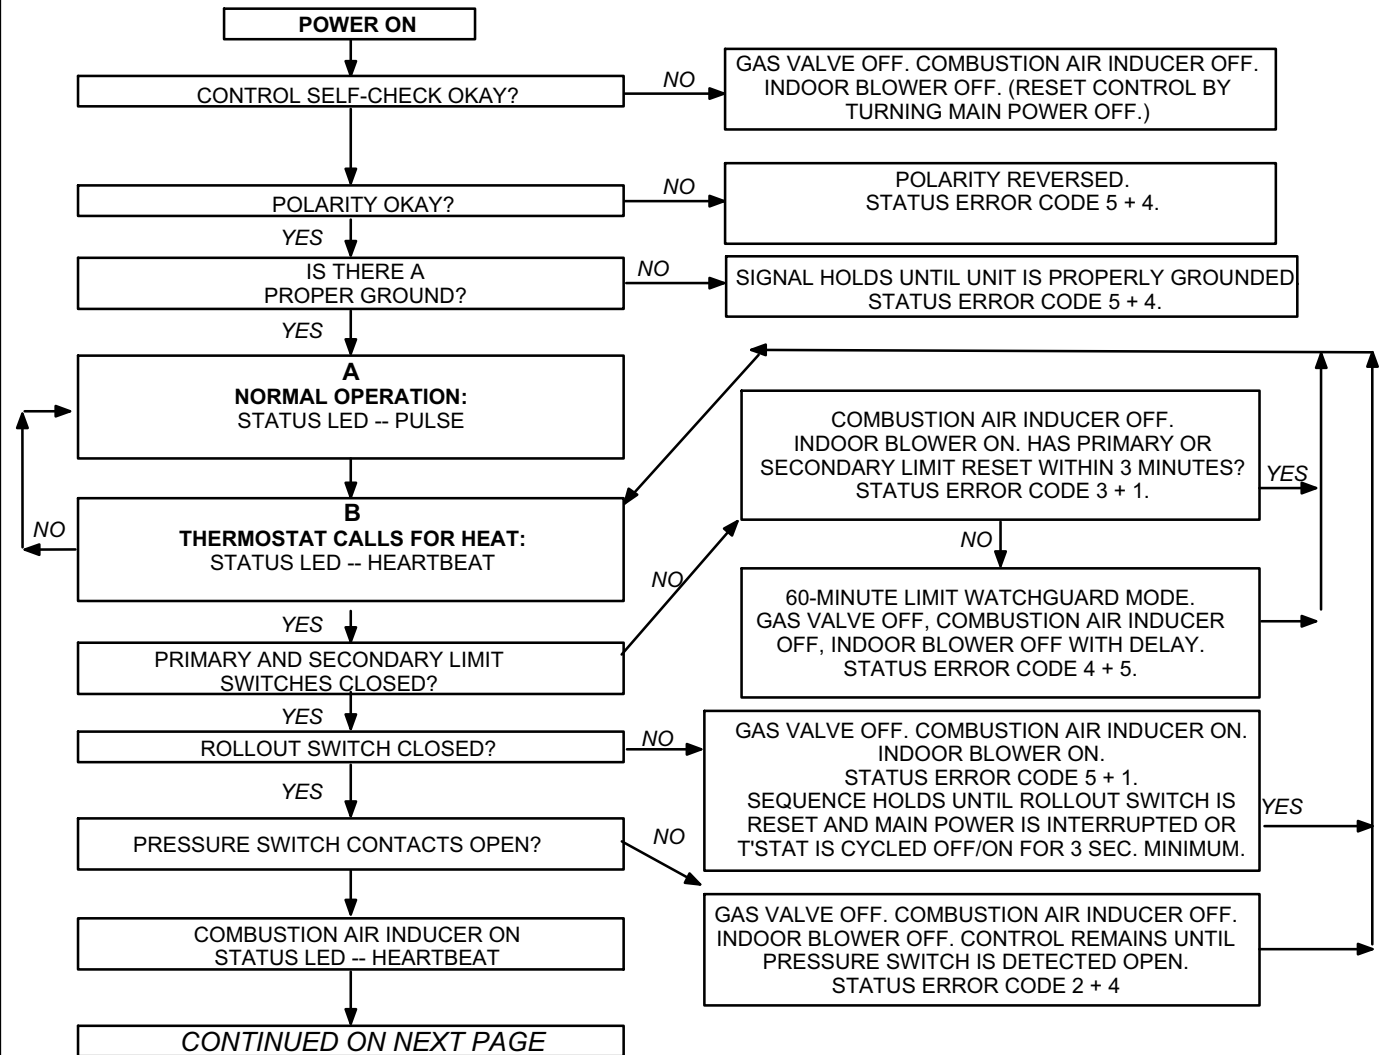 POWER ON
CONTROL SELF-CHECK OKAY?
NO
GAS VALVE OFF. COMBUSTION AIR INDUCER OFF.
INDOOR BLOWER OFF. (RESET CONTROL BY
TURNING MAIN POWER OFF.)
POLARITY OKAY?
NO
POLARITY REVERSED.
STATUS ERROR CODE 5 + 4.
YES
IS THERE A
PROPER GROUND?
NO
SIGNAL HOLDS UNTIL UNIT IS PROPERLY GROUNDED.
STATUS ERROR CODE 5 + 4.
YES
A
NORMAL OPERATION:
STATUS LED -- PULSE
B
THERMOSTAT CALLS FOR HEAT:
STATUS LED -- HEARTBEAT
NO
COMBUSTION AIR INDUCER OFF.
INDOOR BLOWER ON. HAS PRIMARY OR
SECONDARY LIMIT RESET WITHIN 3 MINUTES?
STATUS ERROR CODE 3 + 1.
YES
NO
NO
60-MINUTE LIMIT WATCHGUARD MODE.
GAS VALVE OFF, COMBUSTION AIR INDUCER
OFF, INDOOR BLOWER OFF WITH DELAY.
STATUS ERROR CODE 4 + 5.
YES
PRIMARY AND SECONDARY LIMIT
SWITCHES CLOSED?
YES
ROLLOUT SWITCH CLOSED?
NO
GAS VALVE OFF. COMBUSTION AIR INDUCER ON.
INDOOR BLOWER ON.
STATUS ERROR CODE 5 + 1.
SEQUENCE HOLDS UNTIL ROLLOUT SWITCH IS
RESET AND MAIN POWER IS INTERRUPTED OR
T'STAT IS CYCLED OFF/ON FOR 3 SEC. MINIMUM.
YES
YES
PRESSURE SWITCH CONTACTS OPEN?
NO
GAS VALVE OFF. COMBUSTION AIR INDUCER OFF.
INDOOR BLOWER OFF. CONTROL REMAINS UNTIL
PRESSURE SWITCH IS DETECTED OPEN.
STATUS ERROR CODE 2 + 4
COMBUSTION AIR INDUCER ON
STATUS LED -- HEARTBEAT
CONTINUED ON NEXT PAGE